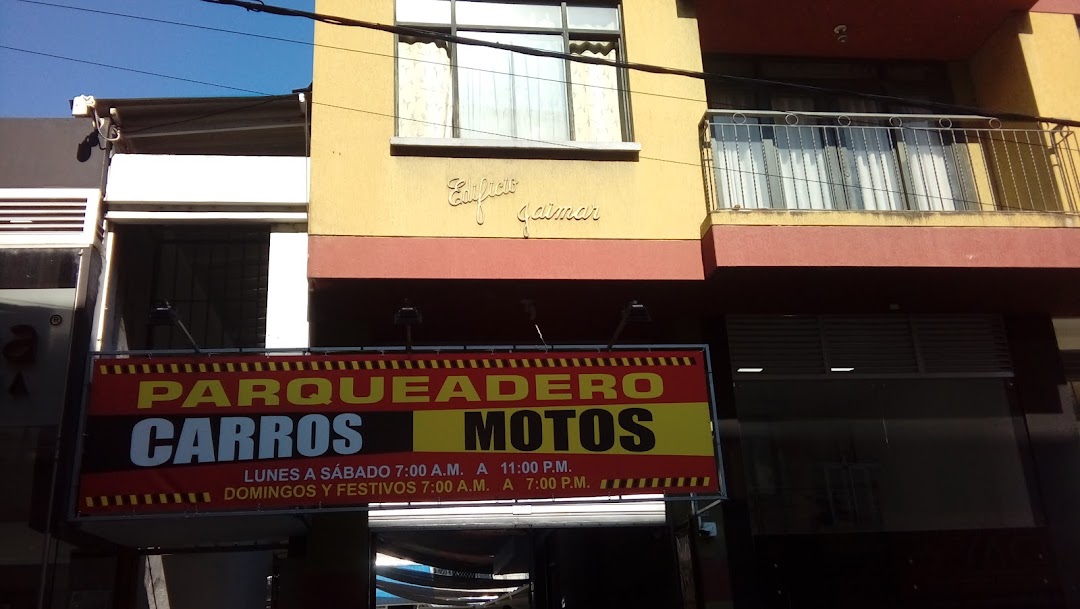 Edificio
Jaimar
a ®
PARQUEADERO
CARROS MOTOS
LUNES A SÁBADO 7:00 A.M. A 11:00 P.M.
DOMINGOS Y FESTIVOS 7:00 A.M. A 7:00 P.M.